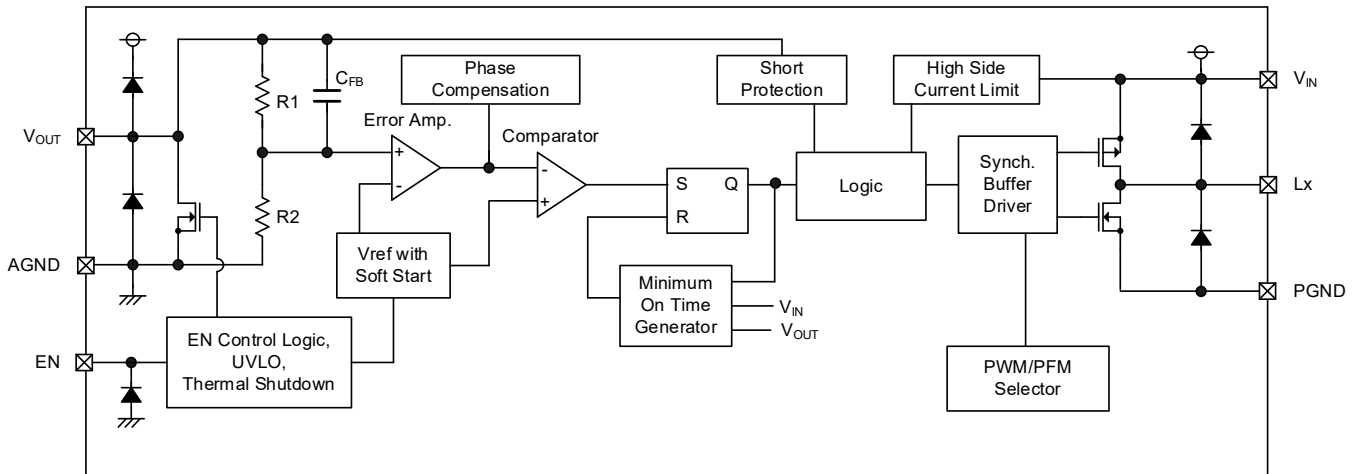 Phase
Compensation
Short
Protection
High Side
Current Limit
V_IN
C_FB
R1
Error Amp.
Comparator
V_OUT
+
-
-
+
S
Q
R
Logic
Synch.
Buffer
Driver
Lx
R2
AGND
Vref with
Soft Start
Minimum
On Time
Generator
V_IN
V_OUT
PGND
EN
EN Control Logic,
UVLO,
Thermal Shutdown
PWM/PFM
Selector